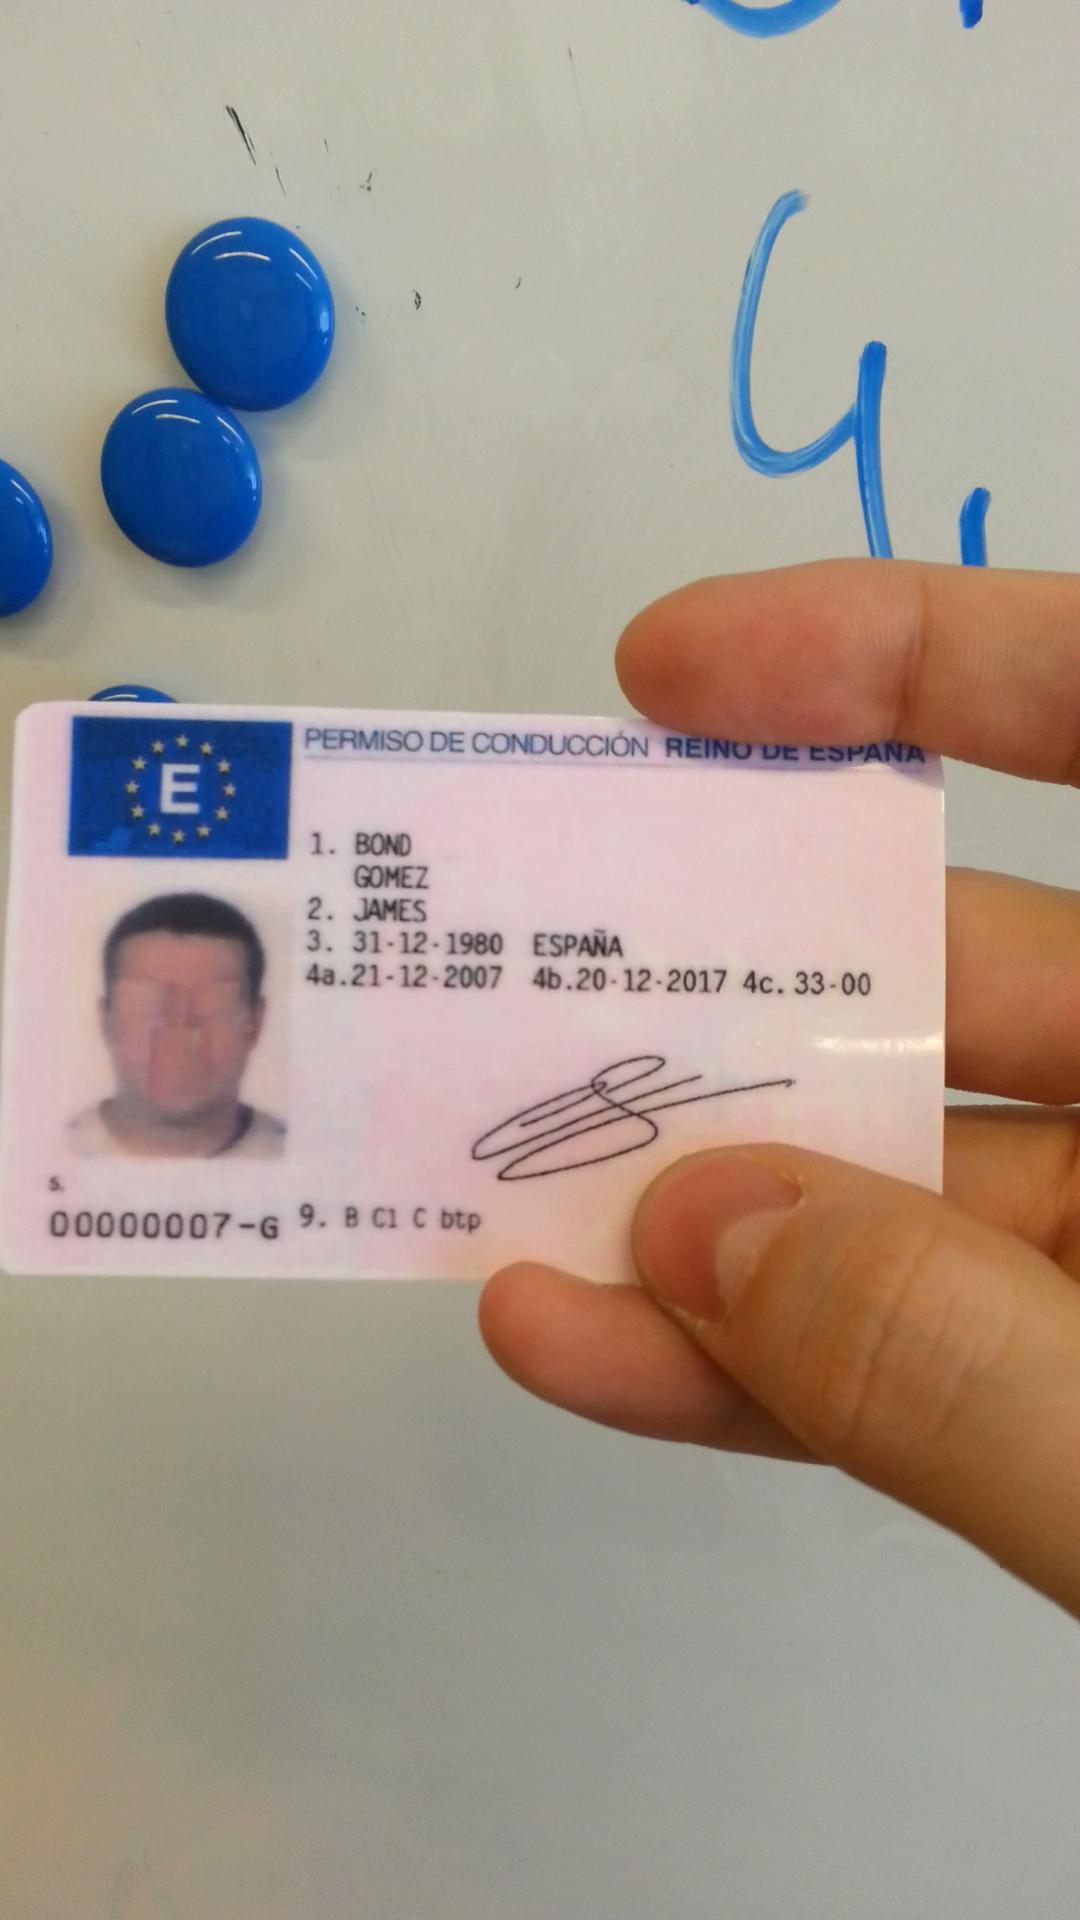 4.
E
PERMISO DE CONDUCCIÓN REINO DE ESPAÑA
1. BOND
GOMEZ
2. JAMES
3. 31-12-1980 ESPAÑA
4a.21-12-2007 4b.20-12-2017 4c. 33-00
5.
00000007-G 9. B C1 C btp